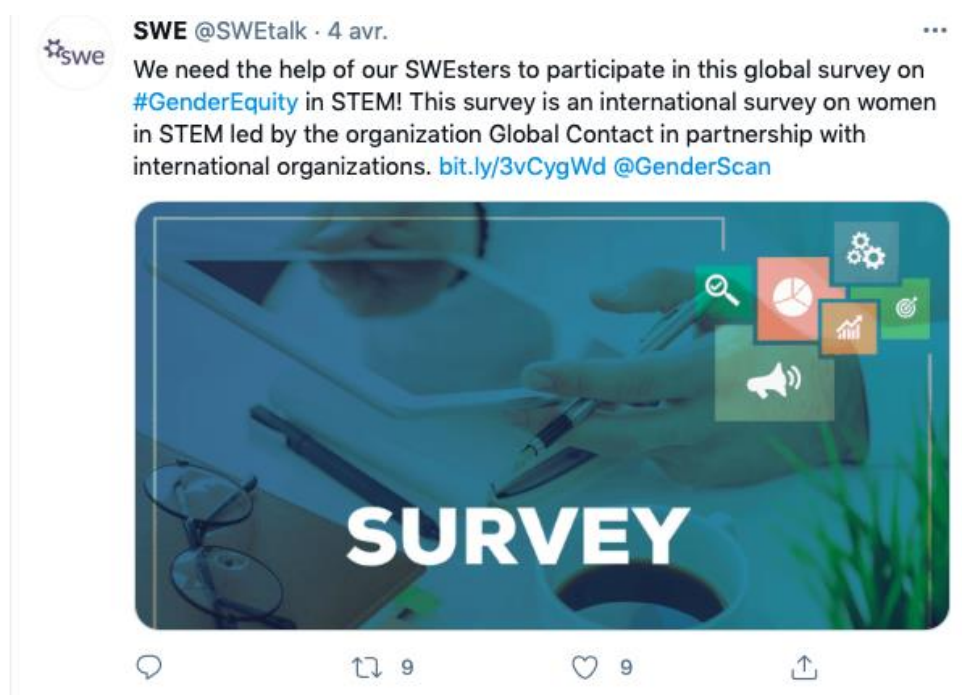 swe
SWE @SWEtalk · 4 avr.
We need the help of our SWEsters to participate in this global survey on
#GenderEquity in STEM! This survey is an international survey on women
in STEM led by the organization Global Contact in partnership with
international organizations. bit.ly/3vCygWd @GenderScan
SURVEY
9 9